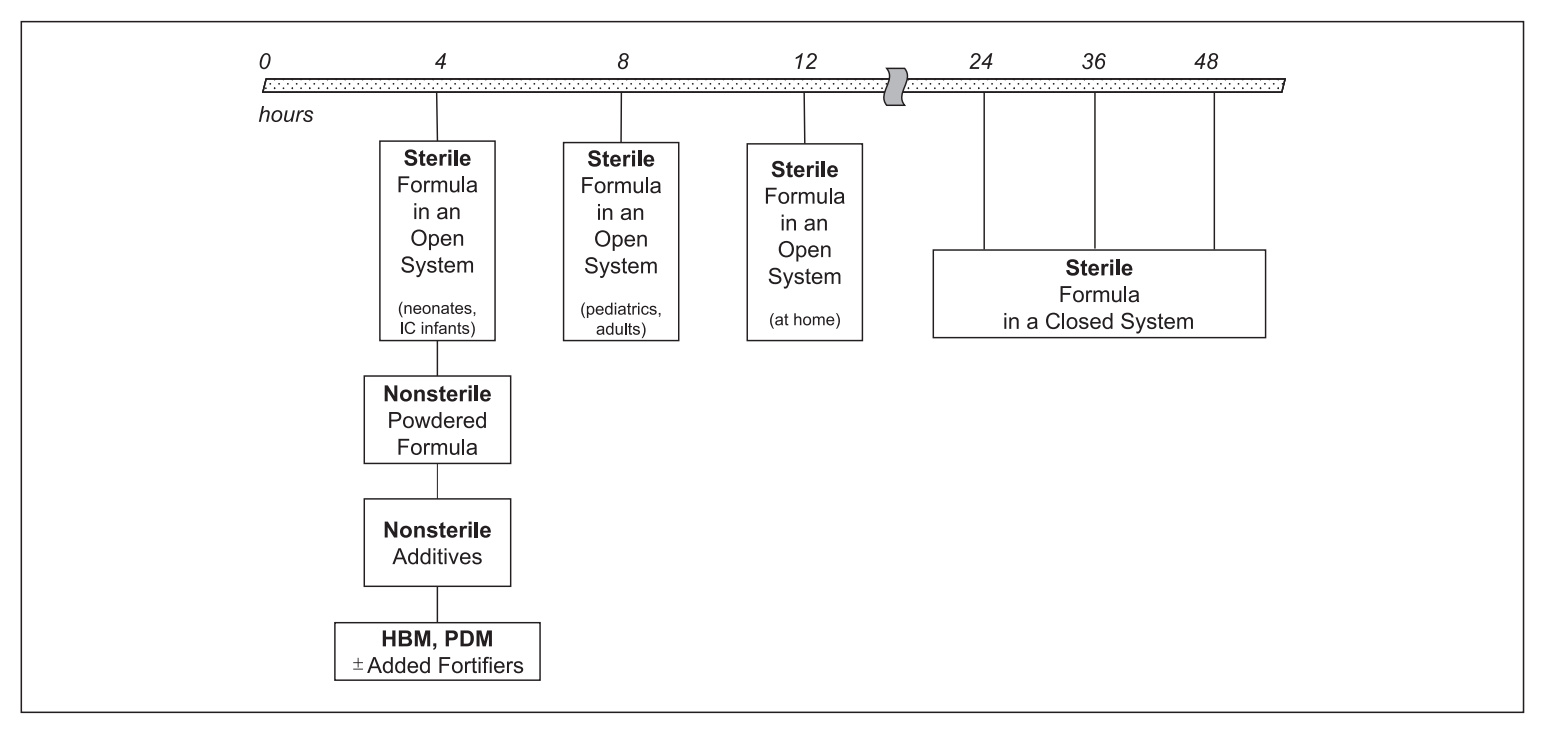 0 4 8 12 24 36 48
hours
Sterile
Formula
in an
Open
System
(neonates,
IC infants)
Sterile
Formula
in an
Open
System
(pediatrics,
adults)
Sterile
Formula
in an
Open
System
(at home)
Sterile
Formula
in a Closed System
Nonsterile
Powdered
Formula
Nonsterile
Additives
HBM, PDM
± Added Fortifiers